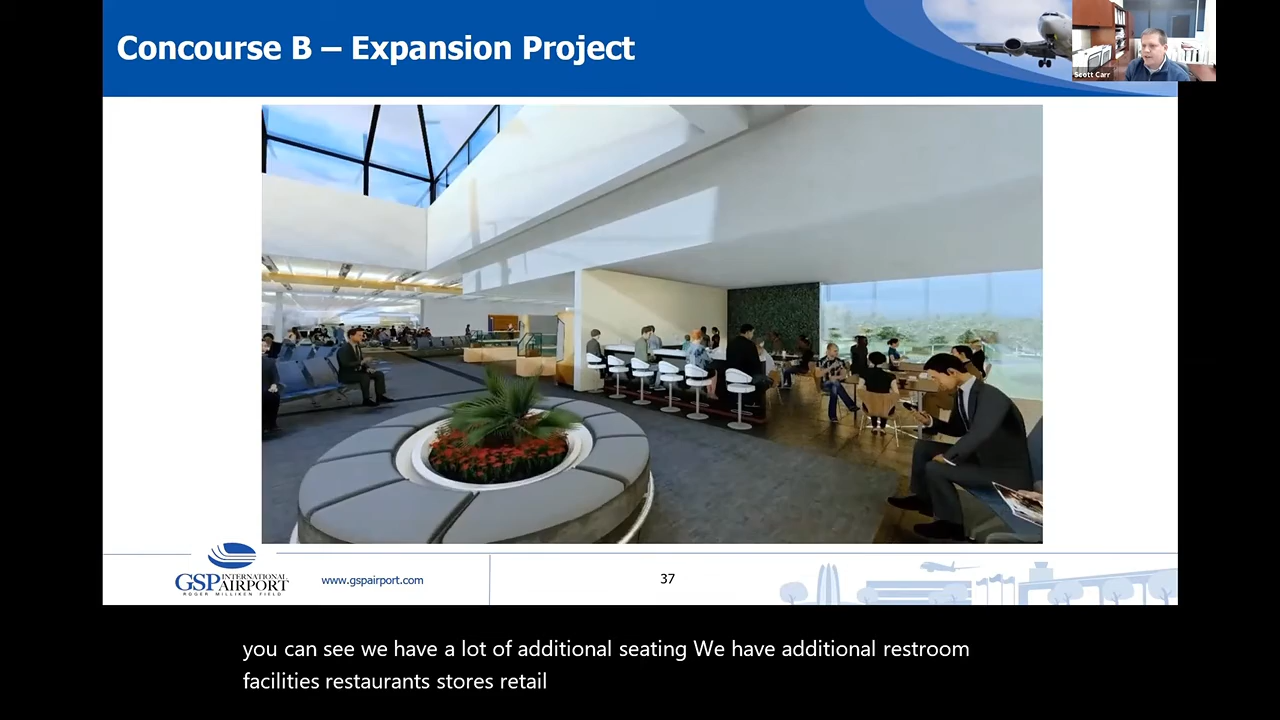 Concourse B – Expansion Project
Scott Carr
GSP INTERNATIONAL
AIRPORT
ROGER MILLIKEN FIELD
www.gspairport.com
37
you can see we have a lot of additional seating We have additional restroom
facilities restaurants stores retail